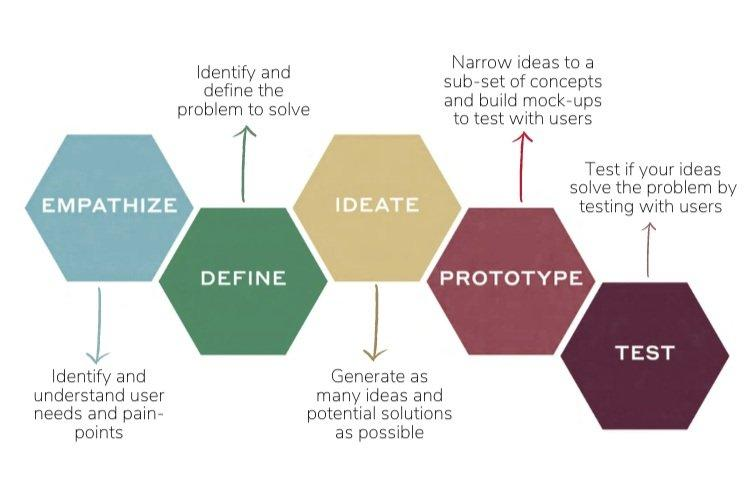 EMPATHIZE
Identify and
understand user
needs and pain-
points
Identify and
define the
problem to solve
DEFINE
IDEATE
Generate as
many ideas and
potential solutions
as possible
Narrow ideas to a
sub-set of concepts
and build mock-ups
to test with users
PROTOTYPE
Test if your ideas
solve the problem by
testing with users
TEST